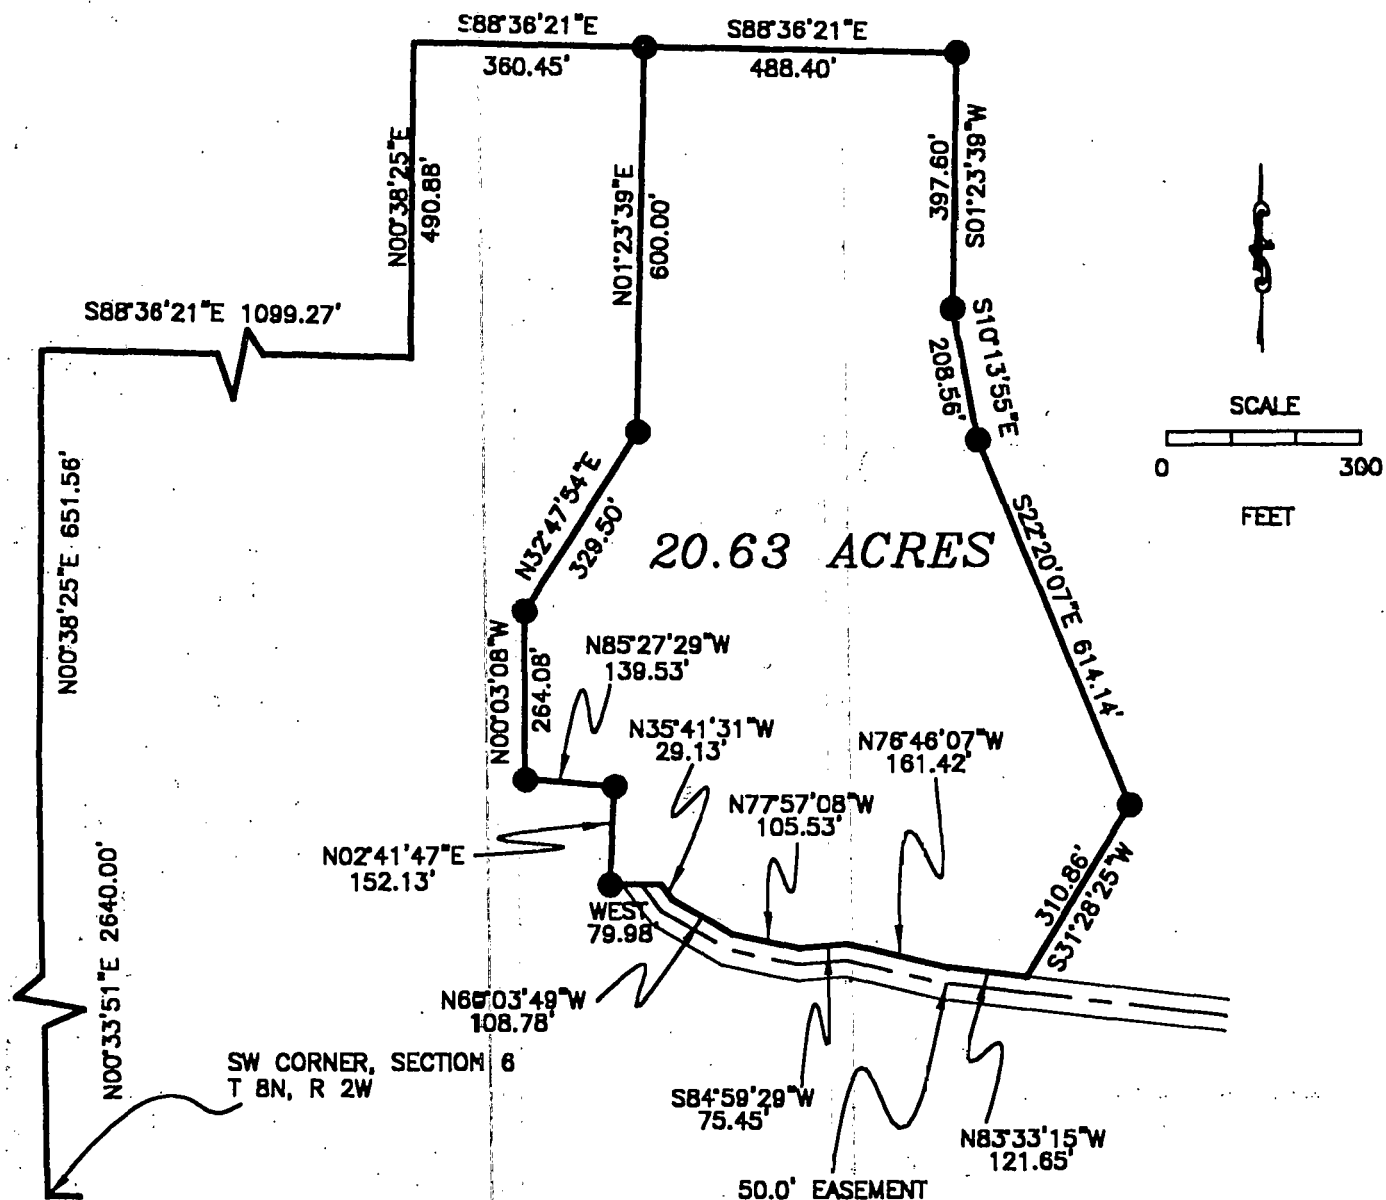 S88°36'21"E
360.45'
S88°36'21"E
488.40'
N00°38'25"E
490.88'
N01°23'39"E
600.00'
397.60'
S01°23'39"W
S88°36'21"E 1099.27'
S10°13'55"E
208.56'
SCALE
0 300
FEET
N00°38'25"E 651.56'
N32°47'54"E
329.50'
20.63 ACRES
S22°20'07"E 614.14'
N00°03'08"W
264.08'
N85°27'29"W
139.53'
N35°41'31"W
29.13'
N76°46'07"W
161.42'
N77°57'08"W
105.53'
N02°41'47"E
152.13'
310.86'
S31°28'25"W
WEST
79.98'
N00°33'51"E 2640.00'
N60°03'49"W
108.78'
SW CORNER, SECTION 6
T 8N, R 2W
S84°59'29"W
75.45'
N83°33'15"W
121.65'
50.0' EASEMENT